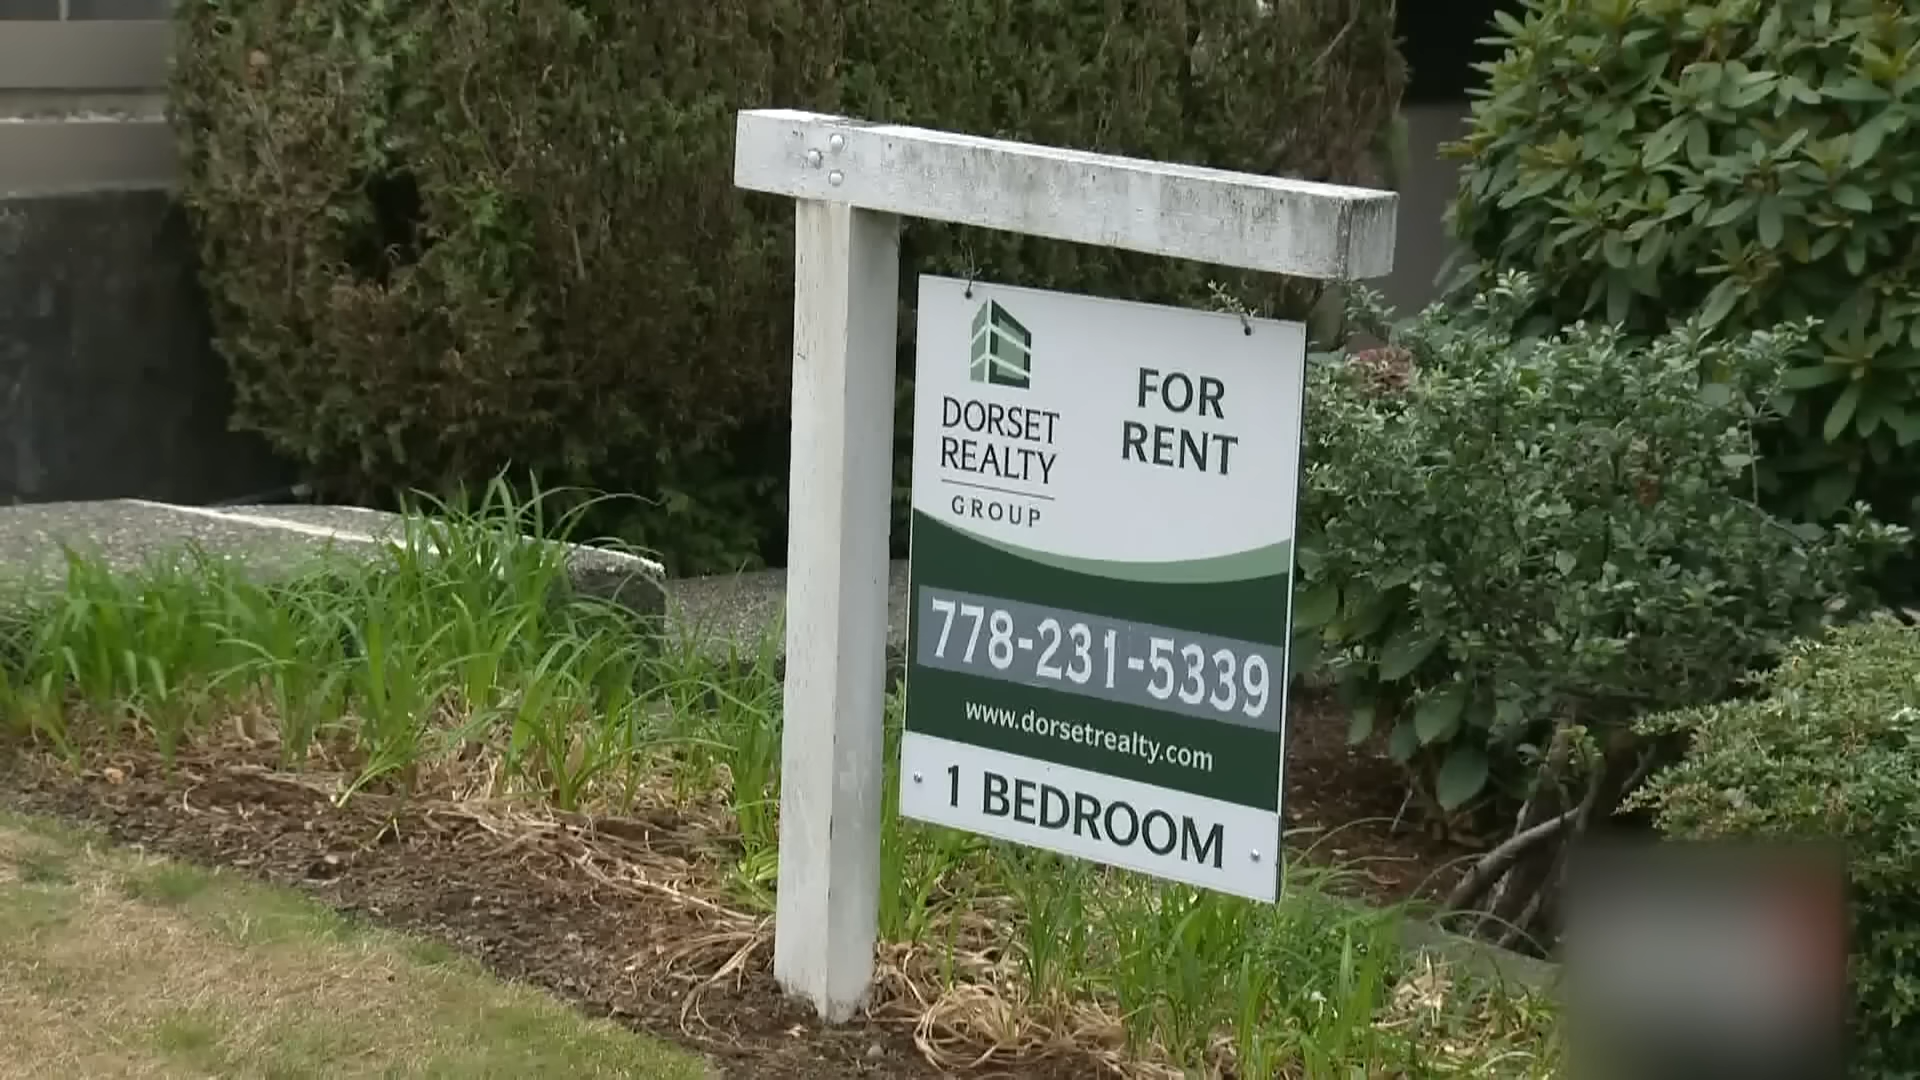 DORSET
REALTY
GROUP
FOR
RENT
778-231-5339
www.dorsetrealty.com
1 BEDROOM